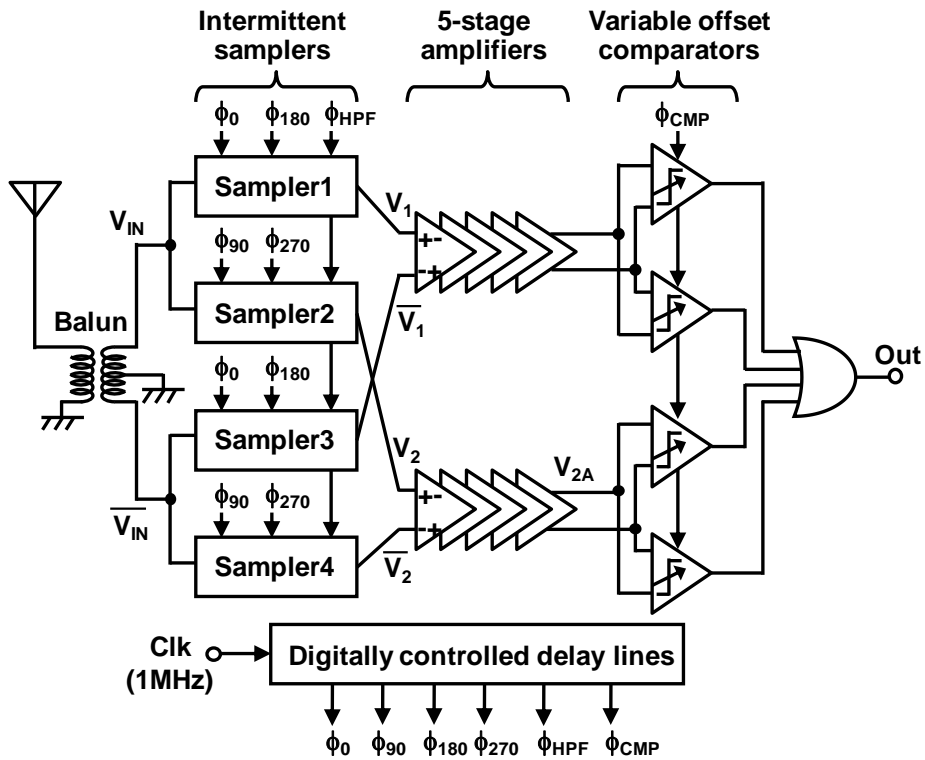 Intermittent samplers
5-stage amplifiers
Variable offset comparators
ϕ0 ϕ180 ϕHPF
ϕCMP
Sampler1
V1
+-
-+
VIN
ϕ90 ϕ270
Sampler2
V̅1̅
Balun
ϕ0 ϕ180
Out
Sampler3
V2
V2A
+-
-+
ϕ90 ϕ270
V̅I̅N̅
Sampler4
V̅2̅
Clk
(1MHz)
Digitally controlled delay lines
ϕ0 ϕ90 ϕ180 ϕ270 ϕHPF ϕCMP